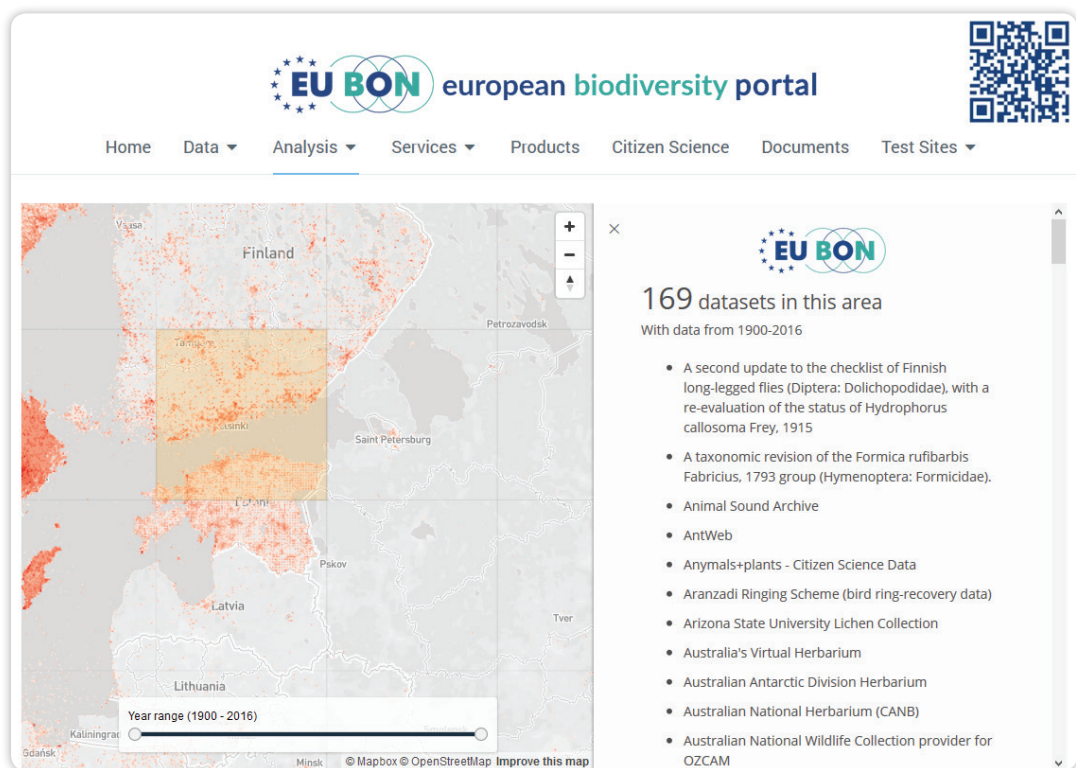 EU BON european biodiversity portal
Home Data Analysis Services Products Citizen Science Documents Test Sites
Vaasa
Finland
Petrozavodsk
Saint Petersburg
Pskov
Latvia
Tver
Lithuania
Year range (1900 - 2016)
Kaliningrad
Gdańsk
Minsk
© Mapbox © OpenStreetMap Improve this map
+
−
×
EU BON
169 datasets in this area
With data from 1900-2016
• A second update to the checklist of Finnish
long-legged flies (Diptera: Dolichopodidae), with a
re-evaluation of the status of Hydrophorus
callosoma Frey, 1915
• A taxonomic revision of the Formica rufibarbis
Fabricius, 1793 group (Hymenoptera: Formicidae).
• Animal Sound Archive
• AntWeb
• Anymals+plants - Citizen Science Data
• Aranzadi Ringing Scheme (bird ring-recovery data)
• Arizona State University Lichen Collection
• Australia's Virtual Herbarium
• Australian Antarctic Division Herbarium
• Australian National Herbarium (CANB)
• Australian National Wildlife Collection provider for
OZCAM